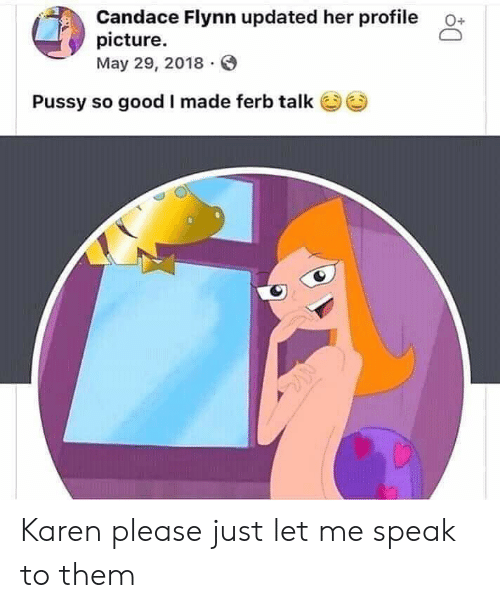 Candace Flynn updated her profile
picture.
May 29, 2018 ·
Pussy so good I made ferb talk 😩😩
Karen please just let me speak
to them